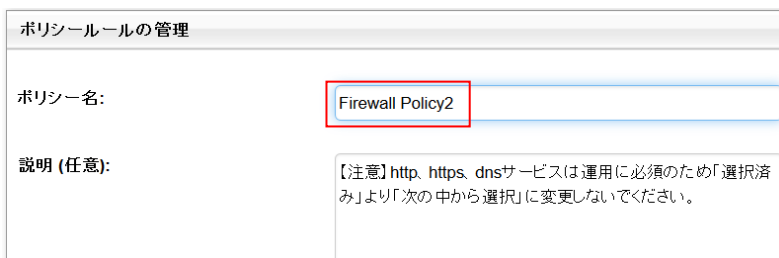 ポリシールールの管理
ポリシー名:
Firewall Policy2
説明 (任意):
【注意】http、https、dnsサービスは運用に必須のため「選択済
み」より「次の中から選択」に変更しないでください。